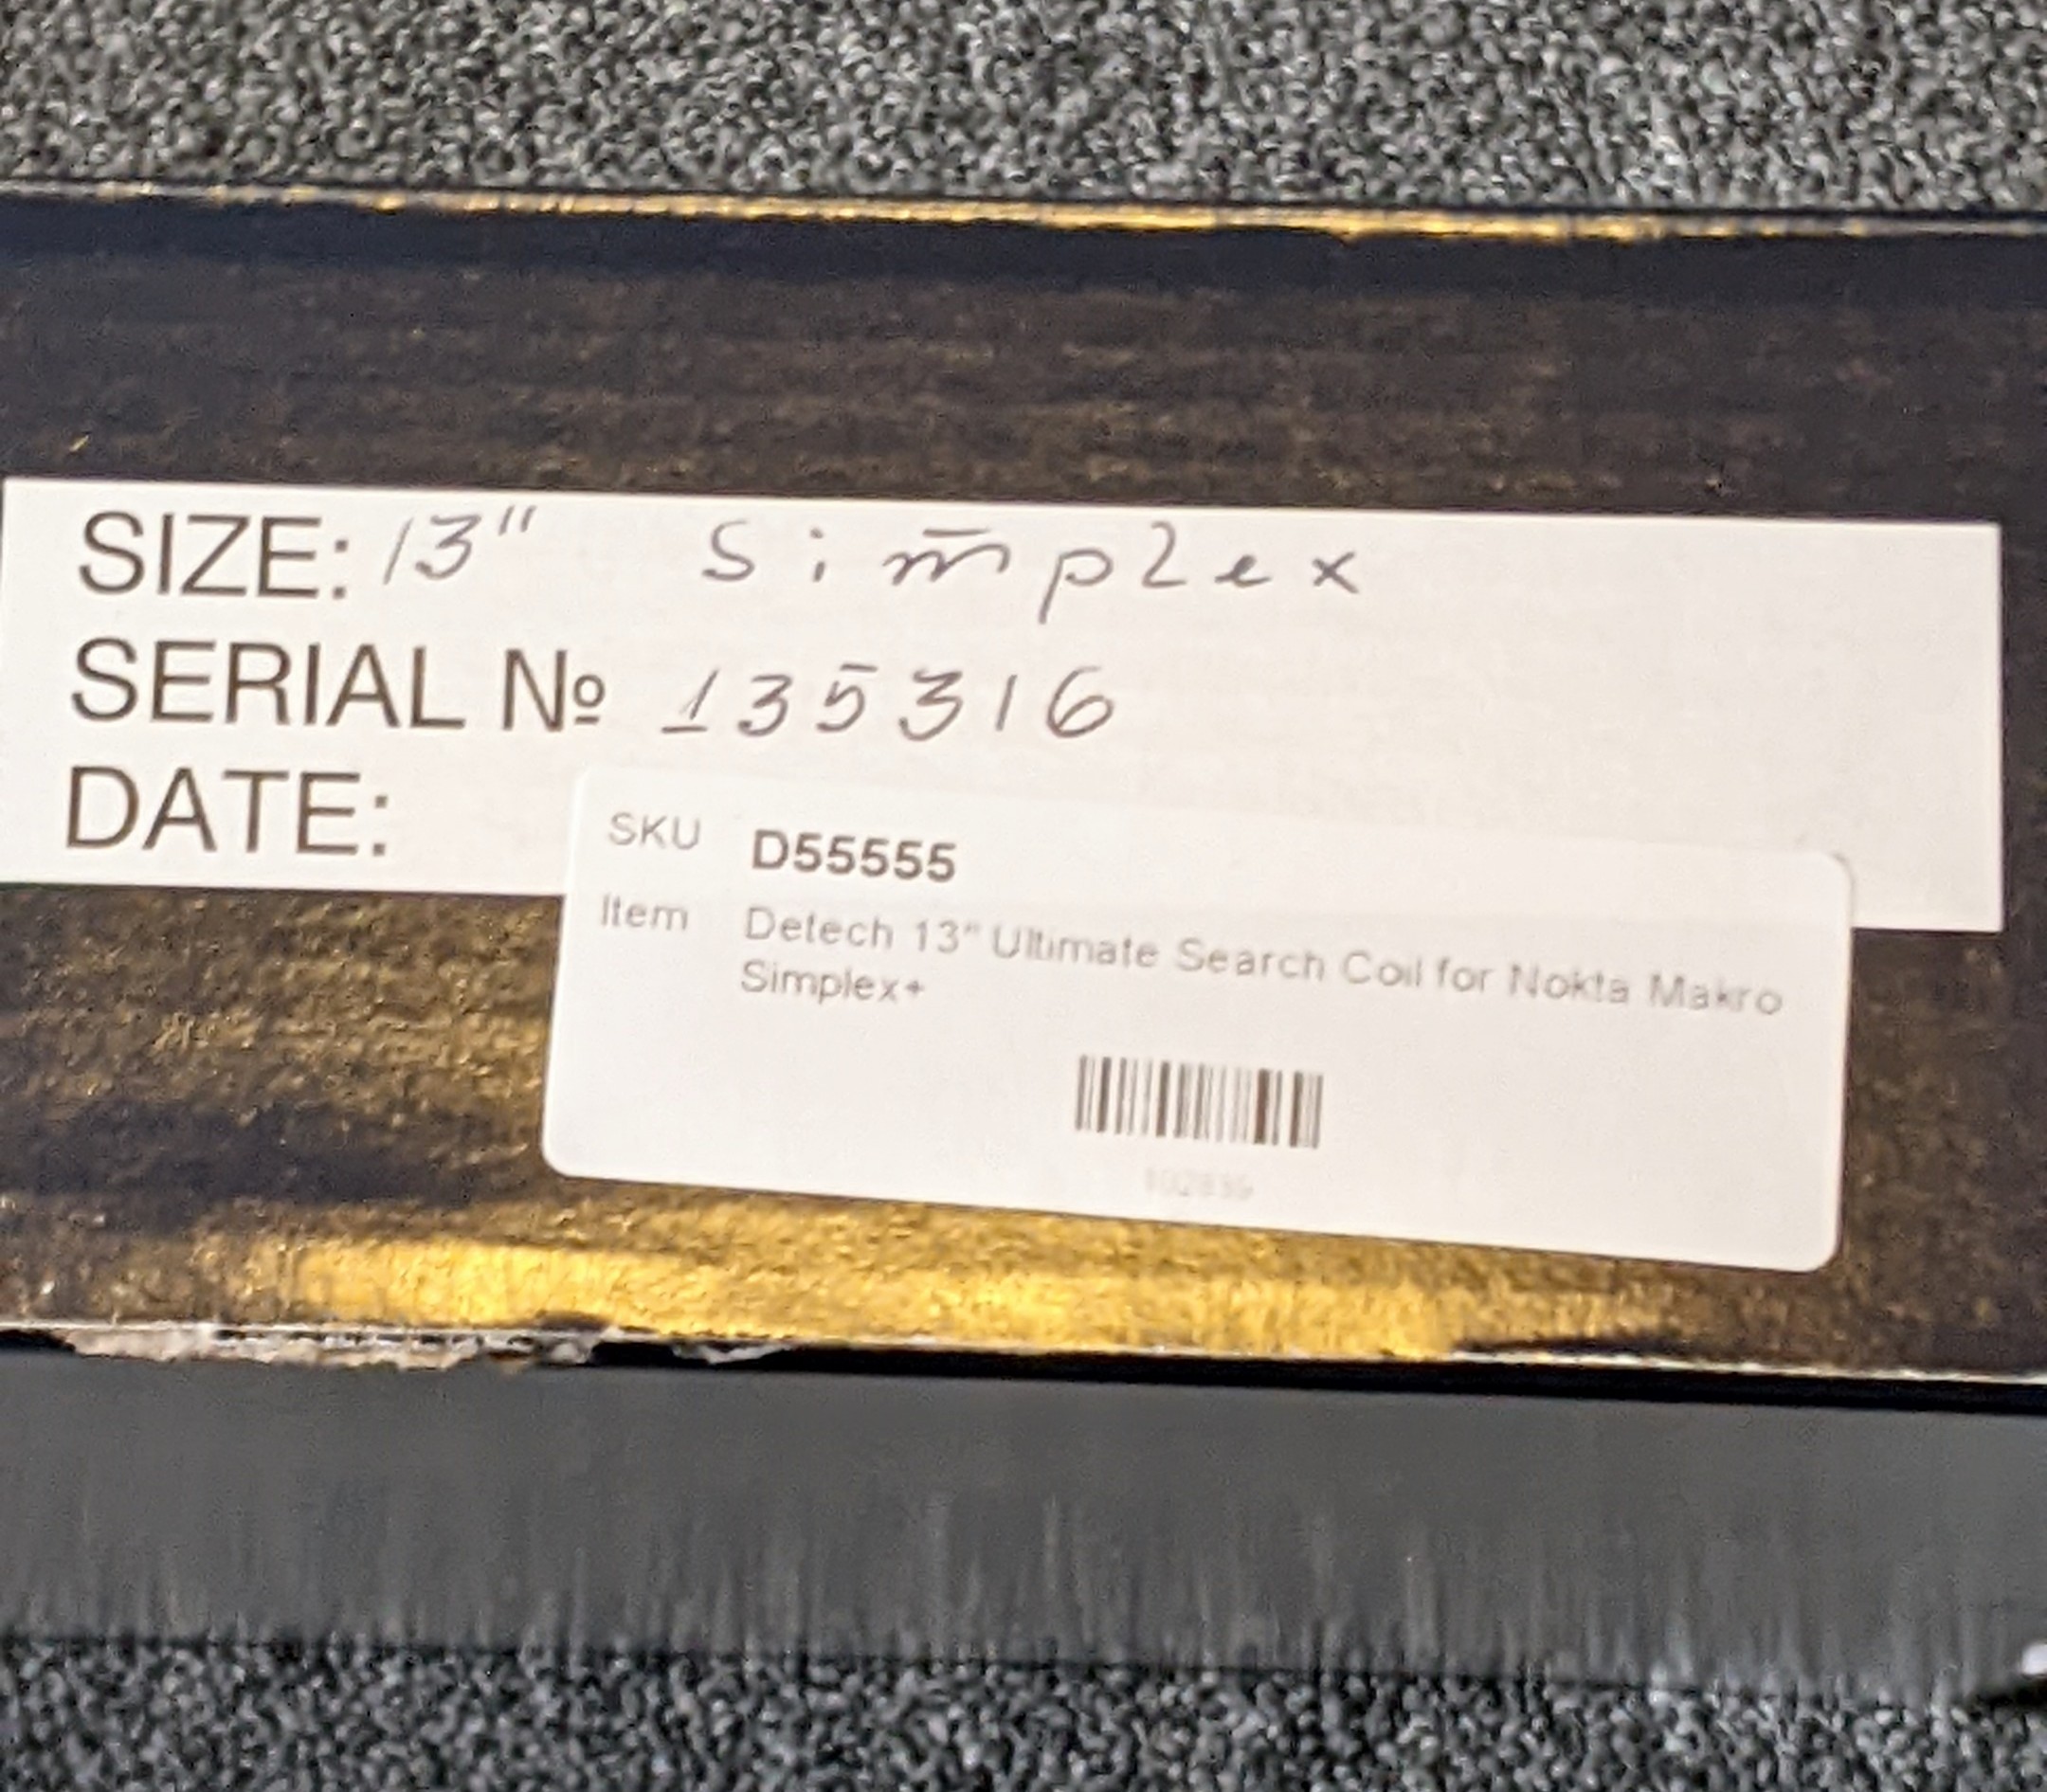 SIZE: 13" Simplex
SERIAL № 135316
DATE:
SKU D55555
Item Detech 13" Ultimate Search Coil for Nokta Makro
Simplex+